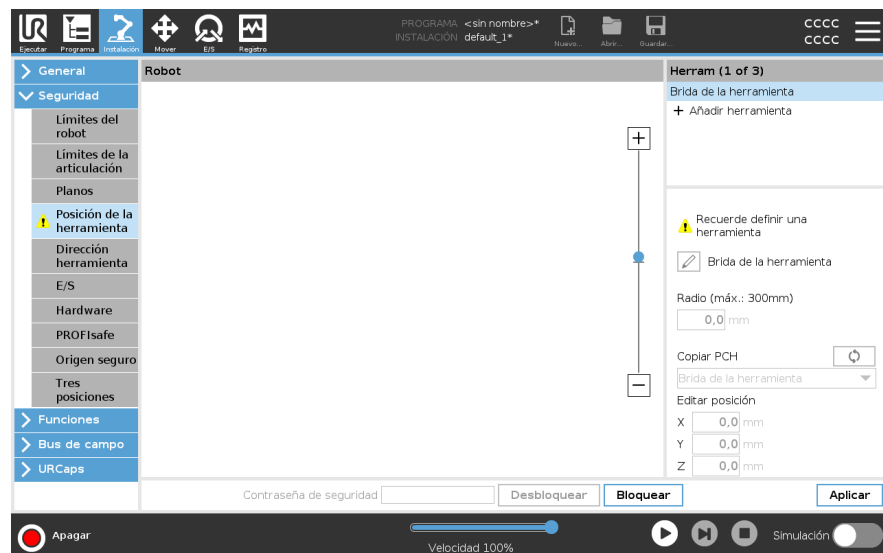 PROGRAMA <sin nombre>*
INSTALACIÓN default_1*
Ejecutar
Programa
Instalación
Mover
E/S
Registro
Nuevo...
Abrir...
Guardar...
CCCC
CCCC
General
Seguridad
Límites del
robot
Límites de la
articulación
Planos
Posición de la
herramienta
Dirección
herramienta
E/S
Hardware
PROFIsafe
Origen seguro
Tres
posiciones
Funciones
Bus de campo
URCaps
Robot
Herram (1 of 3)
Brida de la herramienta
+ Añadir herramienta
Recuerde definir una
herramienta
Brida de la herramienta
Radio (máx.: 300mm)
0,0 mm
Copiar PCH
Brida de la herramienta
Editar posición
X 0,0 mm
Y 0,0 mm
Z 0,0 mm
Contraseña de seguridad
Desbloquear
Bloquear
Aplicar
Apagar
Velocidad 100%
Simulación